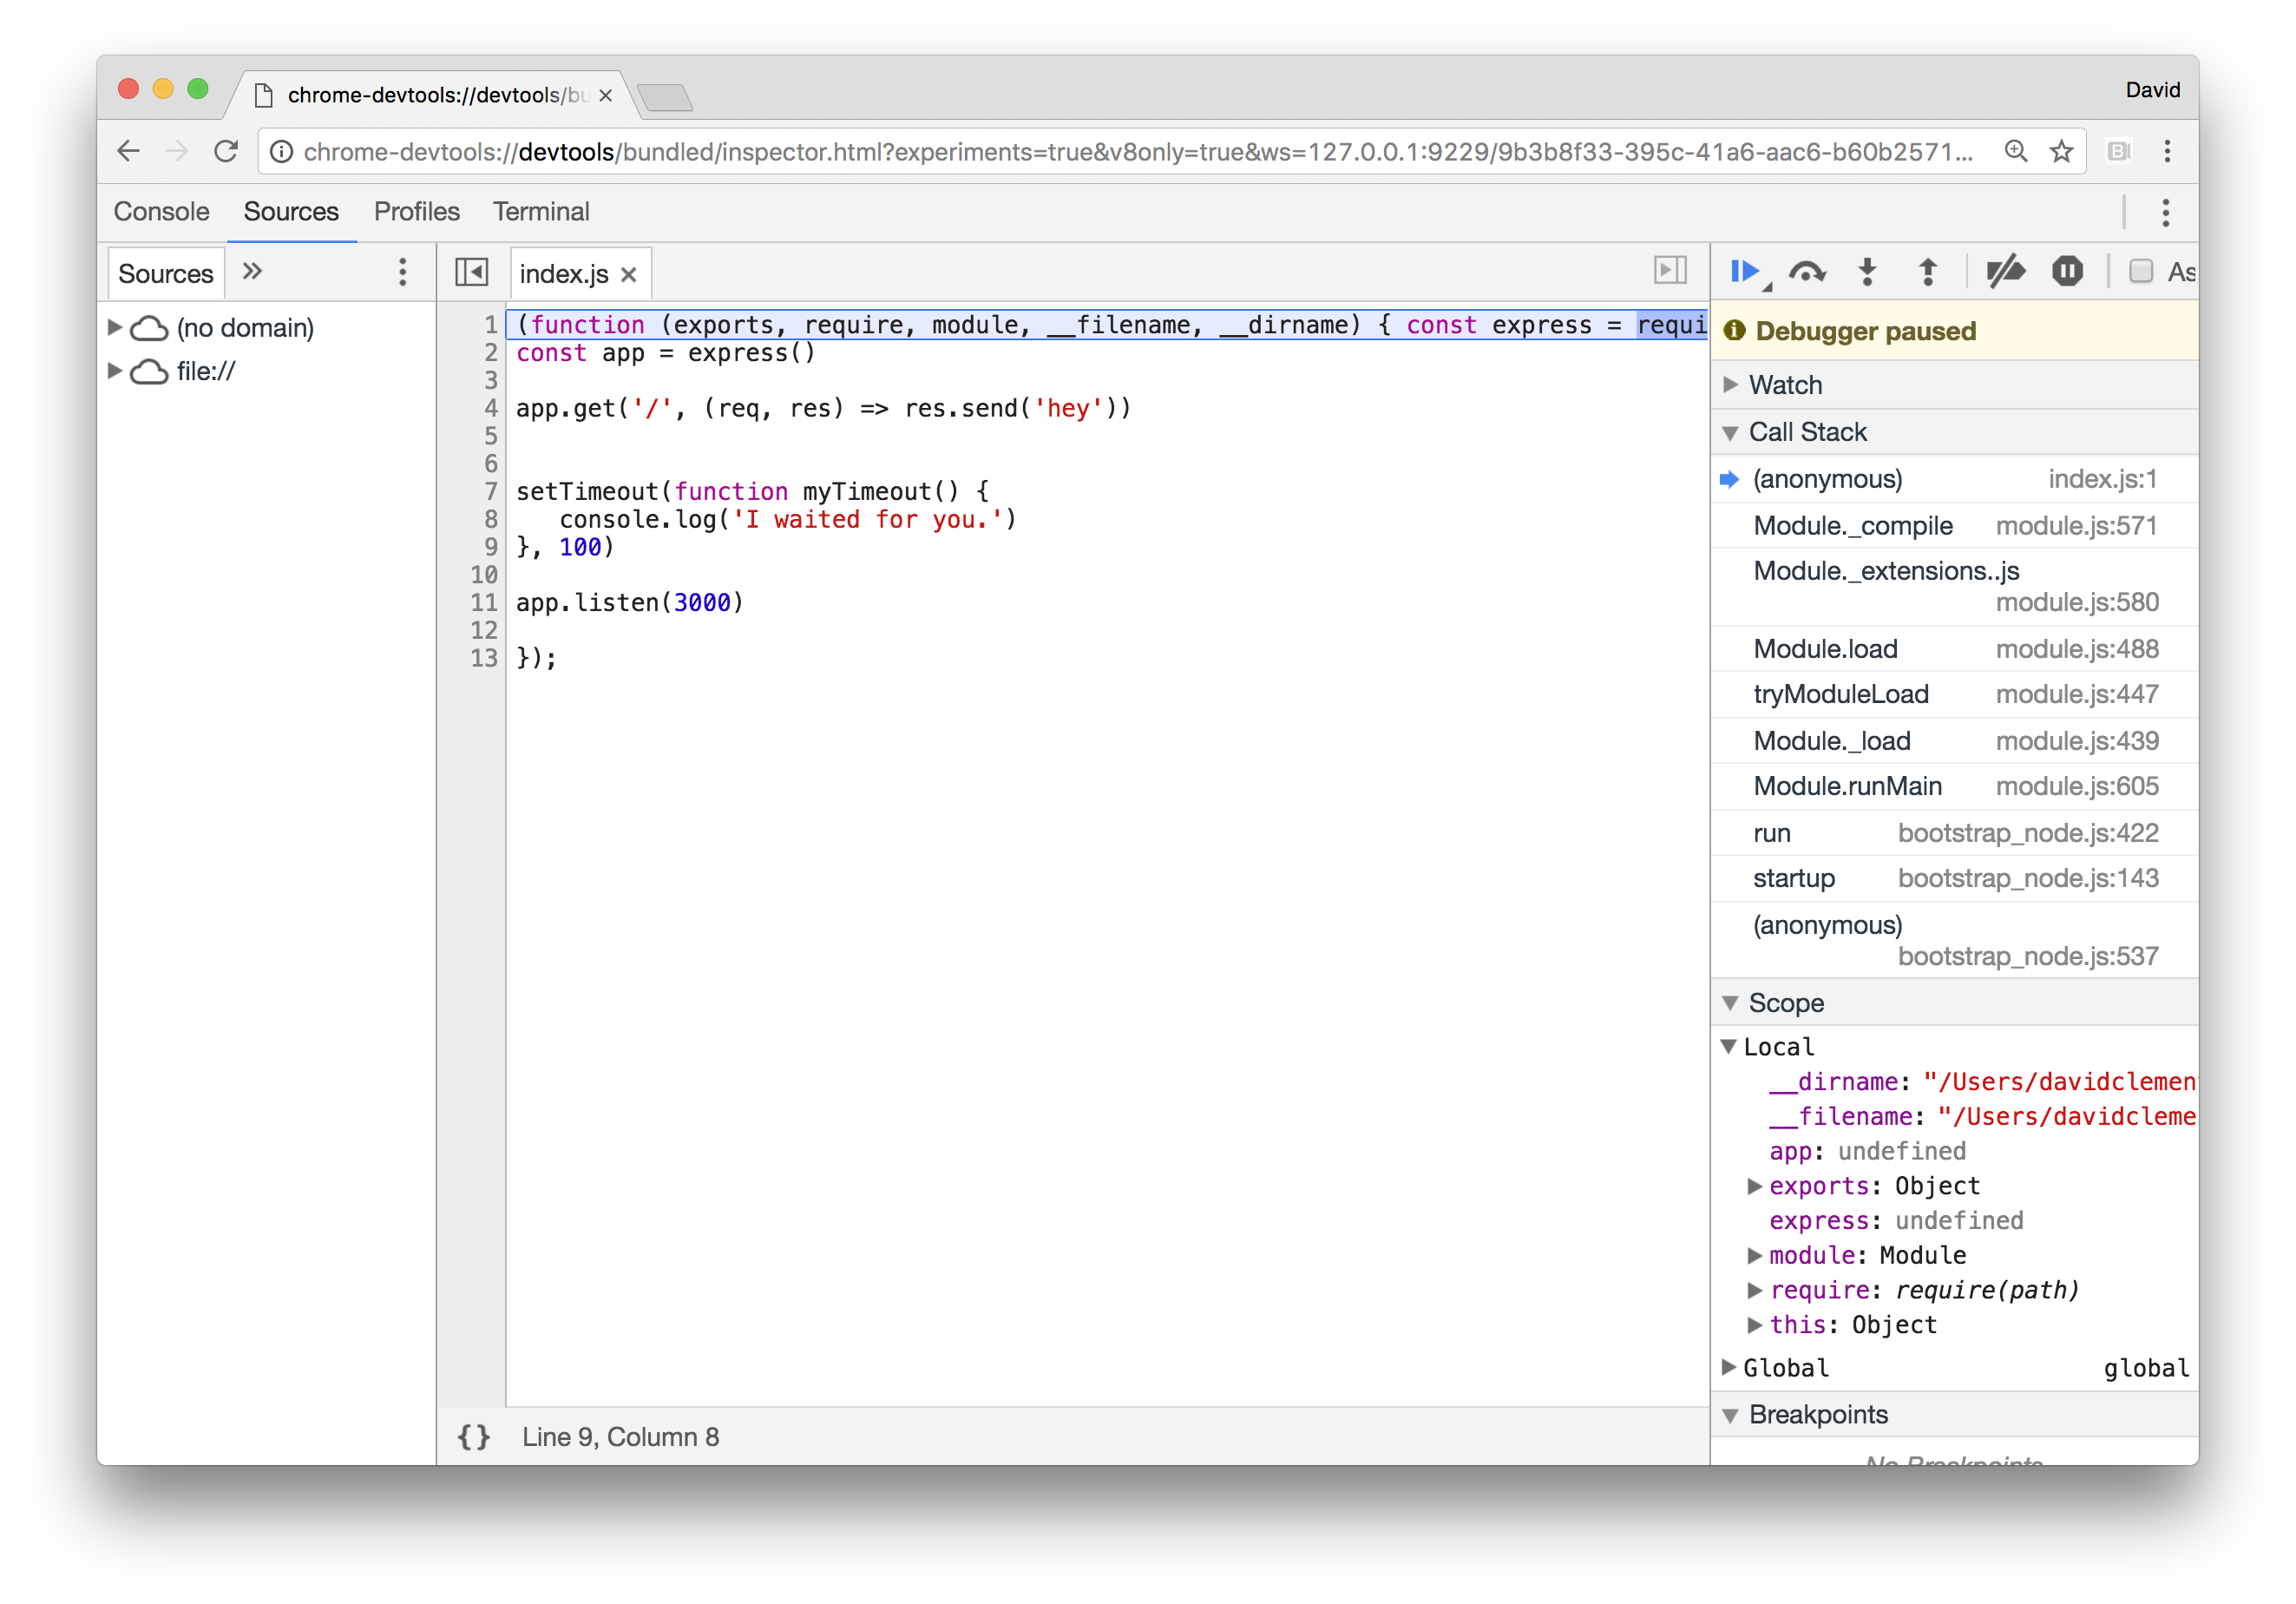 chrome-devtools://devtools/bu
David
chrome-devtools://devtools/bundled/inspector.html?experiments=true&v8only=true&ws=127.0.0.1:9229/9b3b8f33-395c-41a6-aac6-b60b2571...
Console Sources Profiles Terminal
Sources
index.js
As
(no domain)
file://
1 (function (exports, require, module, __filename, __dirname) { const express = requi
2 const app = express()
3
4 app.get('/', (req, res) => res.send('hey'))
5
6
7 setTimeout(function myTimeout() {
8 console.log('I waited for you.')
9 }, 100)
10
11 app.listen(3000)
12
13 });
{} Line 9, Column 8
Debugger paused
Watch
Call Stack
(anonymous) index.js:1
Module._compile module.js:571
Module._extensions..js
module.js:580
Module.load module.js:488
tryModuleLoad module.js:447
Module._load module.js:439
Module.runMain module.js:605
run bootstrap_node.js:422
startup bootstrap_node.js:143
(anonymous)
bootstrap_node.js:537
Scope
Local
__dirname: "/Users/davidclemen
__filename: "/Users/davidcleme
app: undefined
exports: Object
express: undefined
module: Module
require: require(path)
this: Object
Global global
Breakpoints
No Breakpoints